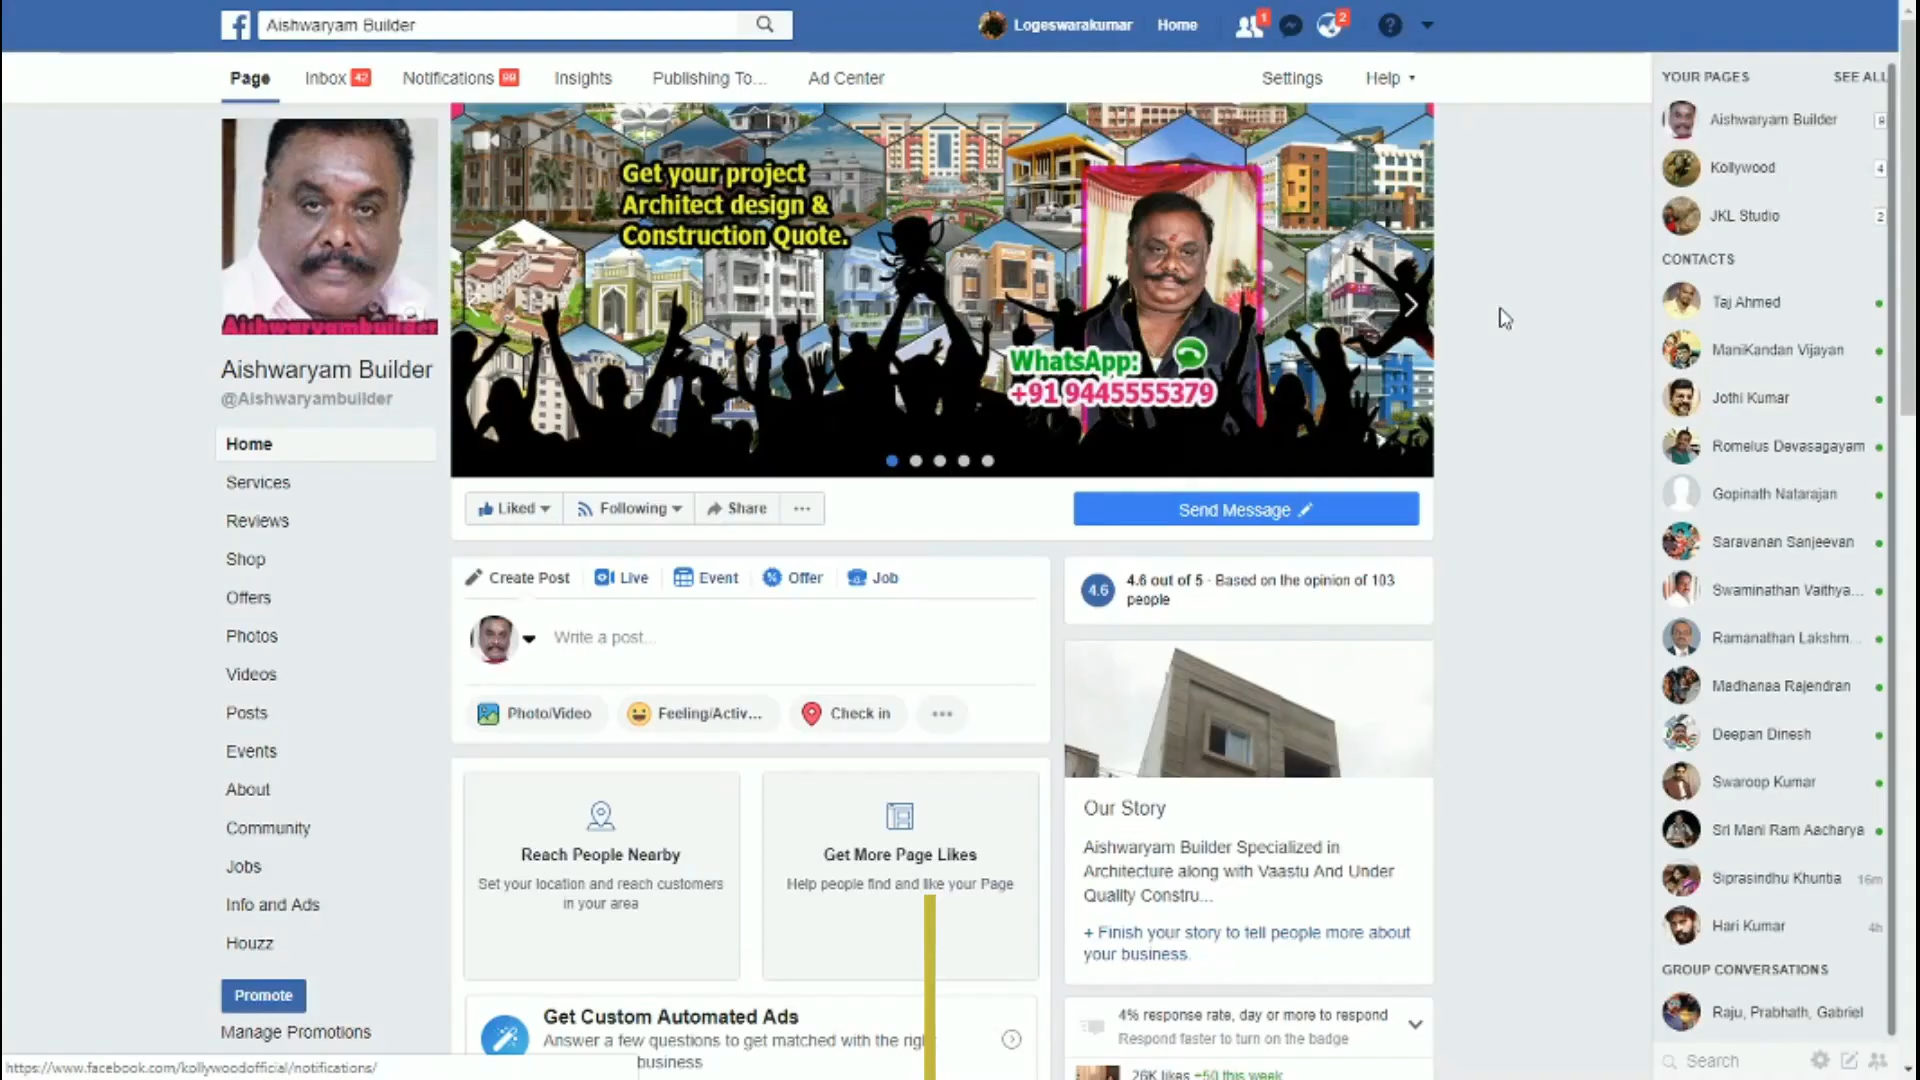 Aishwaryam Builder
Logeswarakumar
Home
1
2
Page
Inbox 42
Notifications 99
Insights
Publishing To...
Ad Center
Settings
Help
Aishwaryambuilder
Aishwaryam Builder
@Aishwaryambuilder
Home
Services
Reviews
Shop
Offers
Photos
Videos
Posts
Events
About
Community
Jobs
Info and Ads
Houzz
Promote
Manage Promotions
https://www.facebook.com/kollywoodofficial/notifications/
Get your project
Architect design &
Construction Quote.
WhatsApp:
+91 9445555379
Liked
Following
Share
Send Message
Create Post
Live
Event
Offer
Job
Write a post...
Photo/Video
Feeling/Activ...
Check in
Reach People Nearby
Set your location and reach customers
in your area
Get More Page Likes
Help people find and like your Page
Get Custom Automated Ads
Answer a few questions to get matched with the
business
4.6
4.6 out of 5 · Based on the opinion of 103
people
Our Story
Aishwaryam Builder Specialized in
Architecture along with Vaastu And Under
Quality Constru...
+ Finish your story to tell people more about
your business.
4% response rate, day or more to respond
Respond faster to turn on the badge
26K likes +50 this week
YOUR PAGES
SEE ALL
Aishwaryam Builder
Kollywood 4
JKL Studio 2
CONTACTS
Taj Ahmed
ManiKandan Vijayan
Jothi Kumar
Romelus Devasagayam
Gopinath Natarajan
Saravanan Sanjeevan
Swaminathan Vaithya...
Ramanathan Lakshm...
Madhanaa Rajendran
Deepan Dinesh
Swaroop Kumar
Sri Mani Ram Aacharya
Siprasindhu Khuntia 16m
Hari Kumar 4h
GROUP CONVERSATIONS
Raju, Prabhath, Gabriel
Search